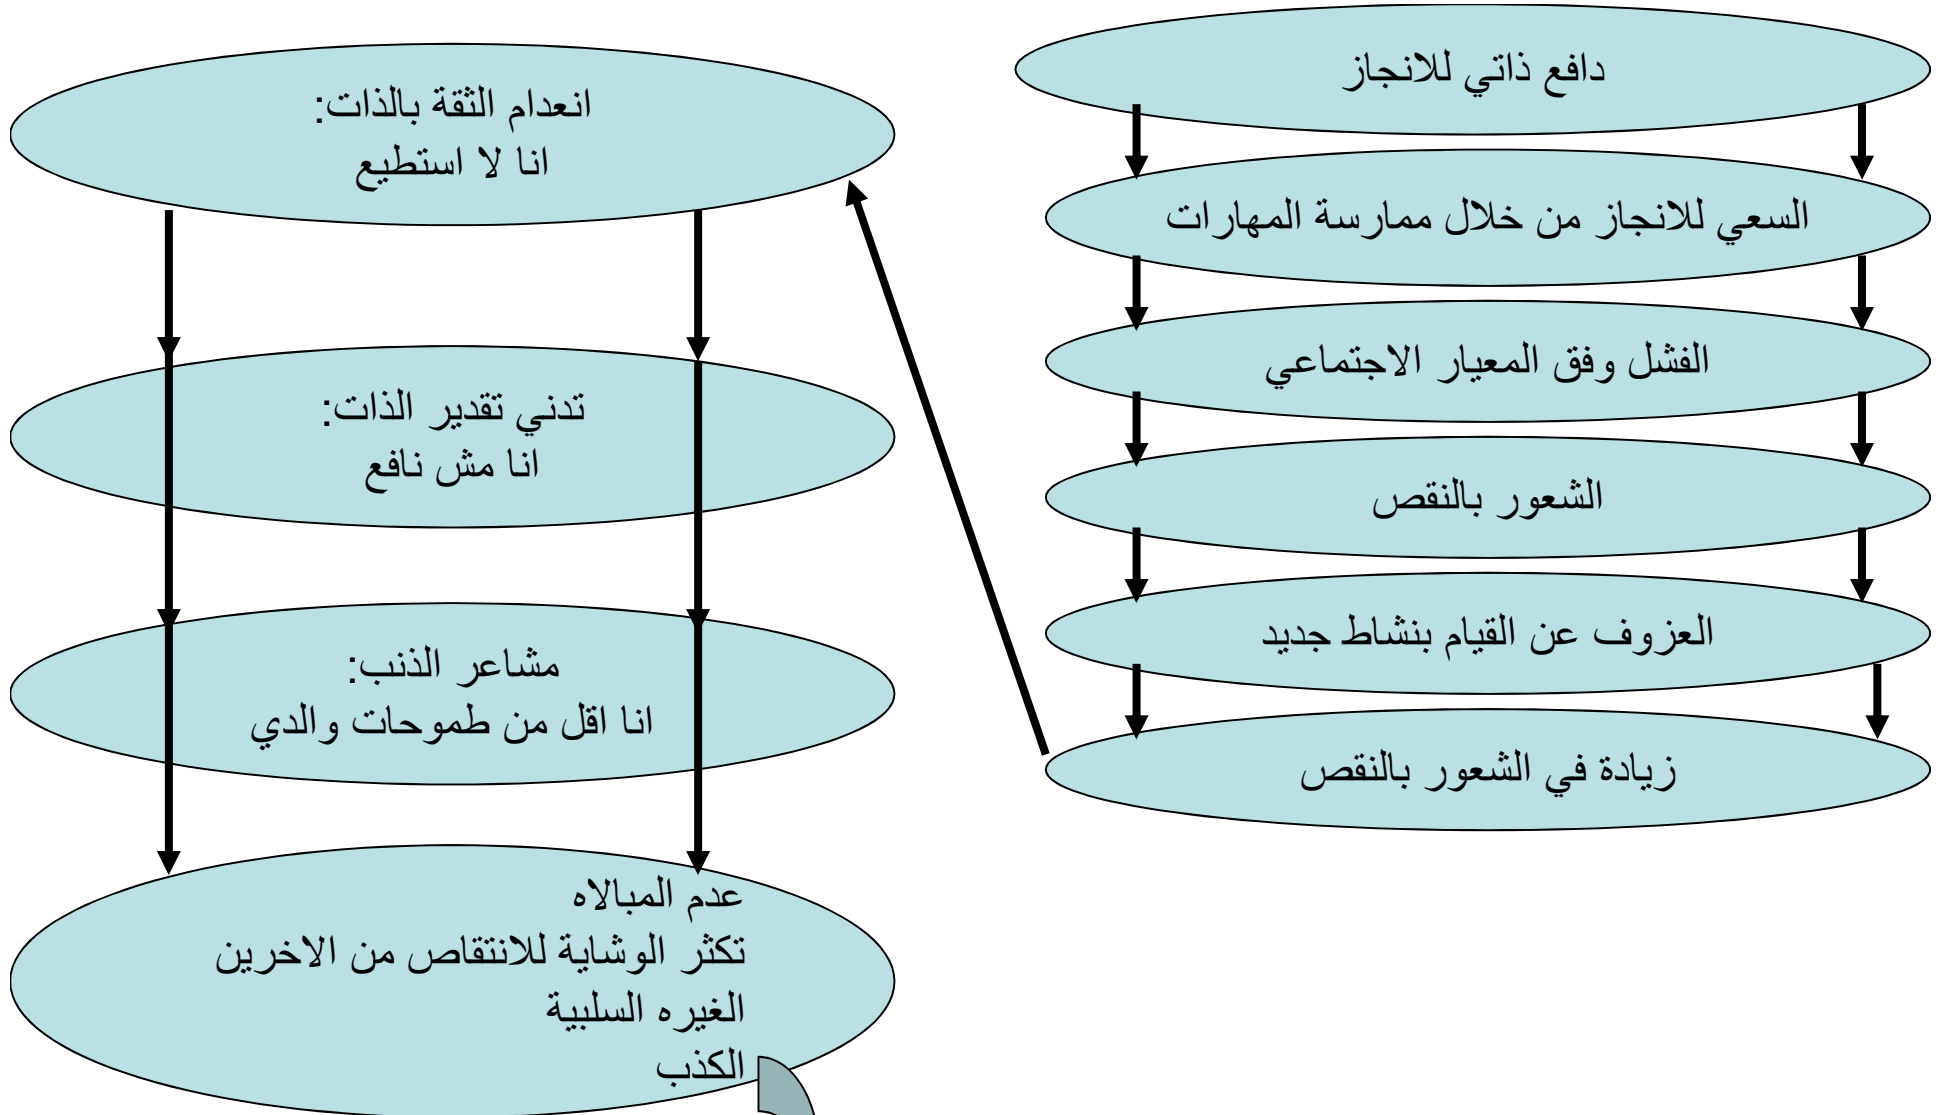 دافع ذاتي للانجاز
السعي للانجاز من خلال ممارسة المهارات
الفشل وفق المعيار الاجتماعي
الشعور بالنقص
العزوف عن القيام بنشاط جديد
زيادة في الشعور بالنقص
انعدام الثقة بالذات:
انا لا استطيع
تدني تقدير الذات:
انا مش نافع
مشاعر الذنب:
انا اقل من طموحات والدي
عدم المبالاه
تكثر الوشاية للانتقاص من الاخرين
الغيره السلبية
الكذب